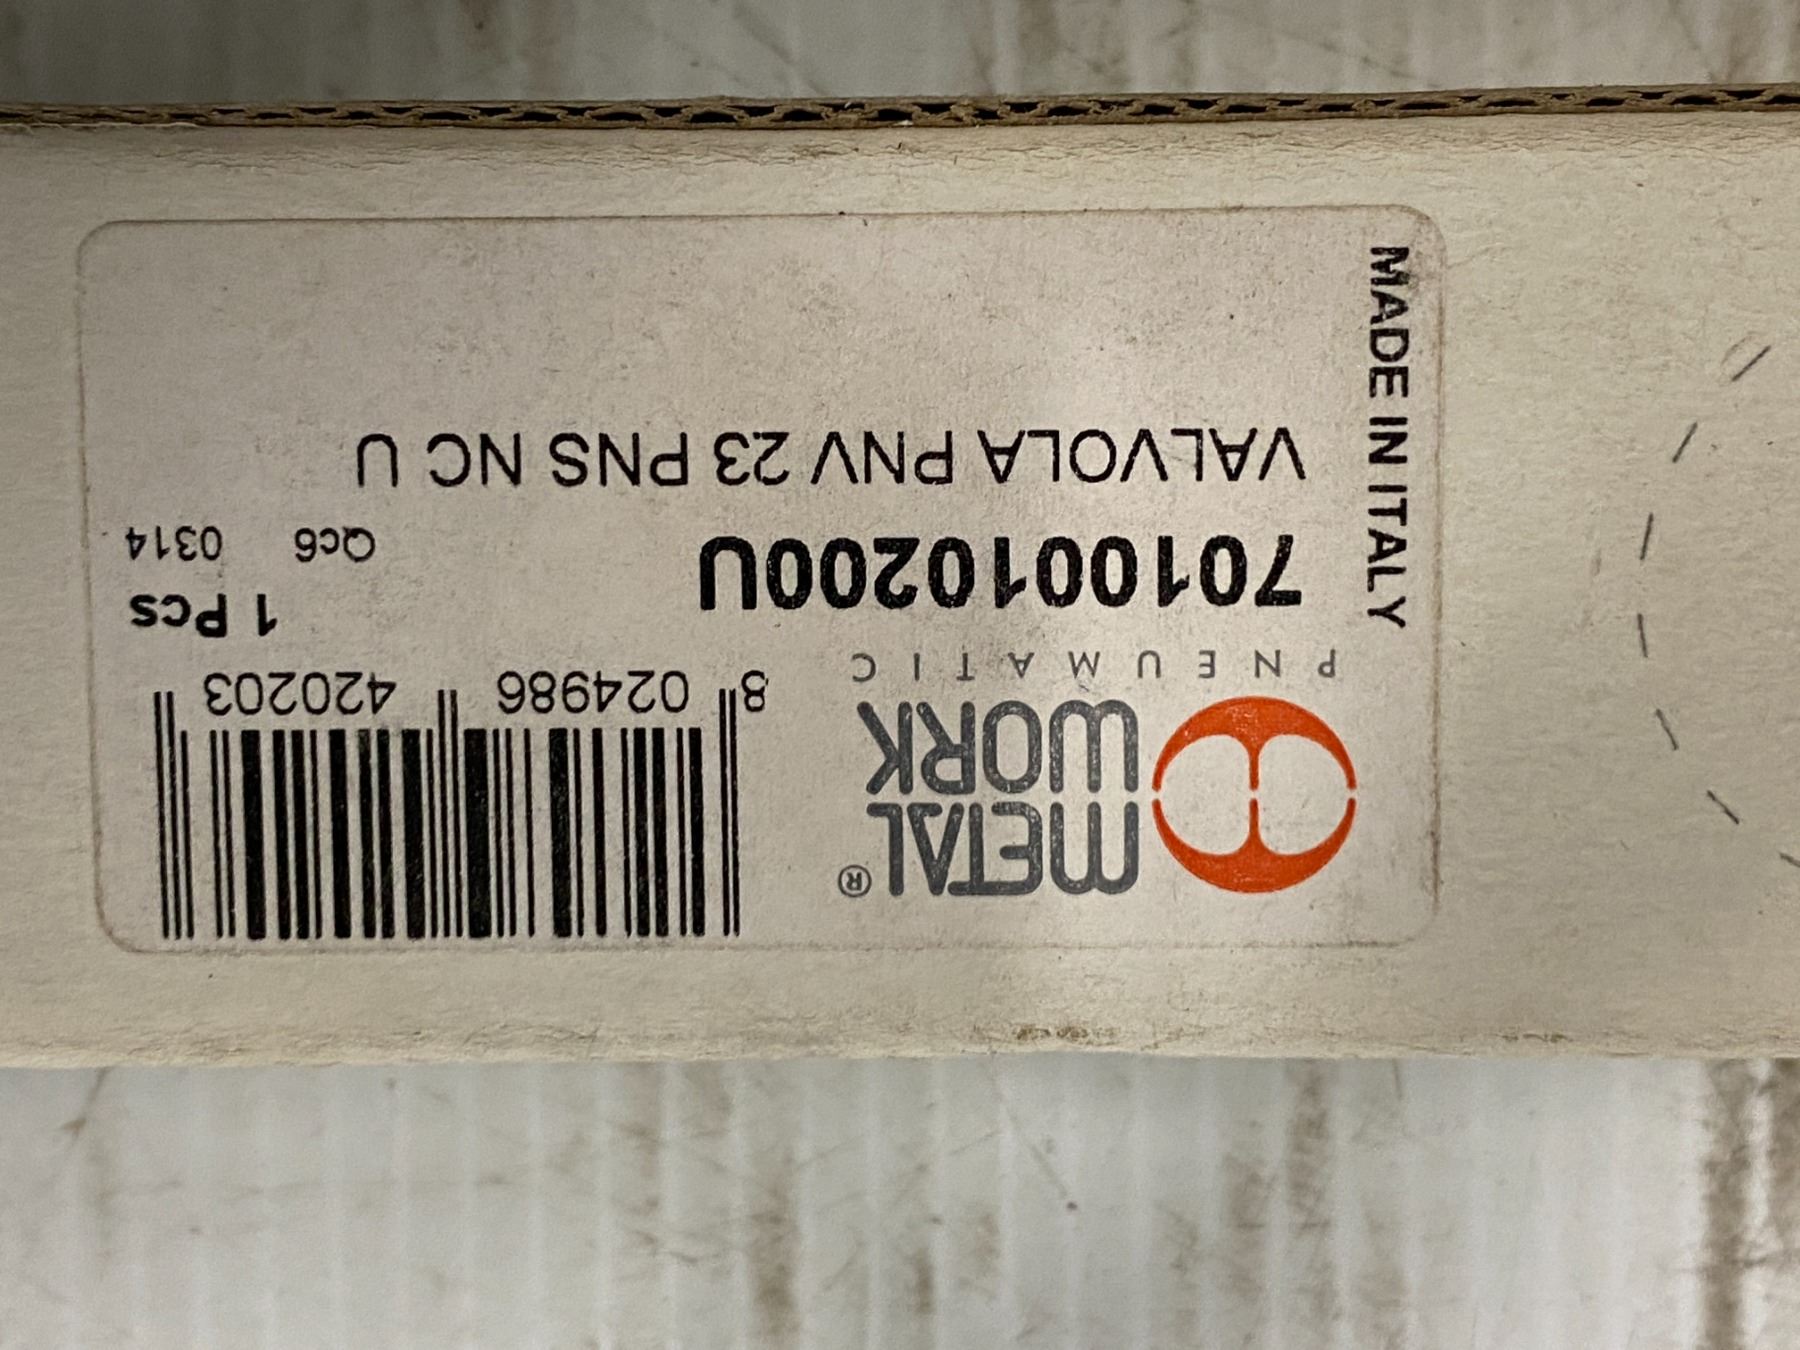 METAL®
WORK
PNEUMATIC
8 024986 420203
7010010200U
1 Pcs
Qc6 0314
VALVOLA PNV 23 PNS NC U
MADE IN ITALY